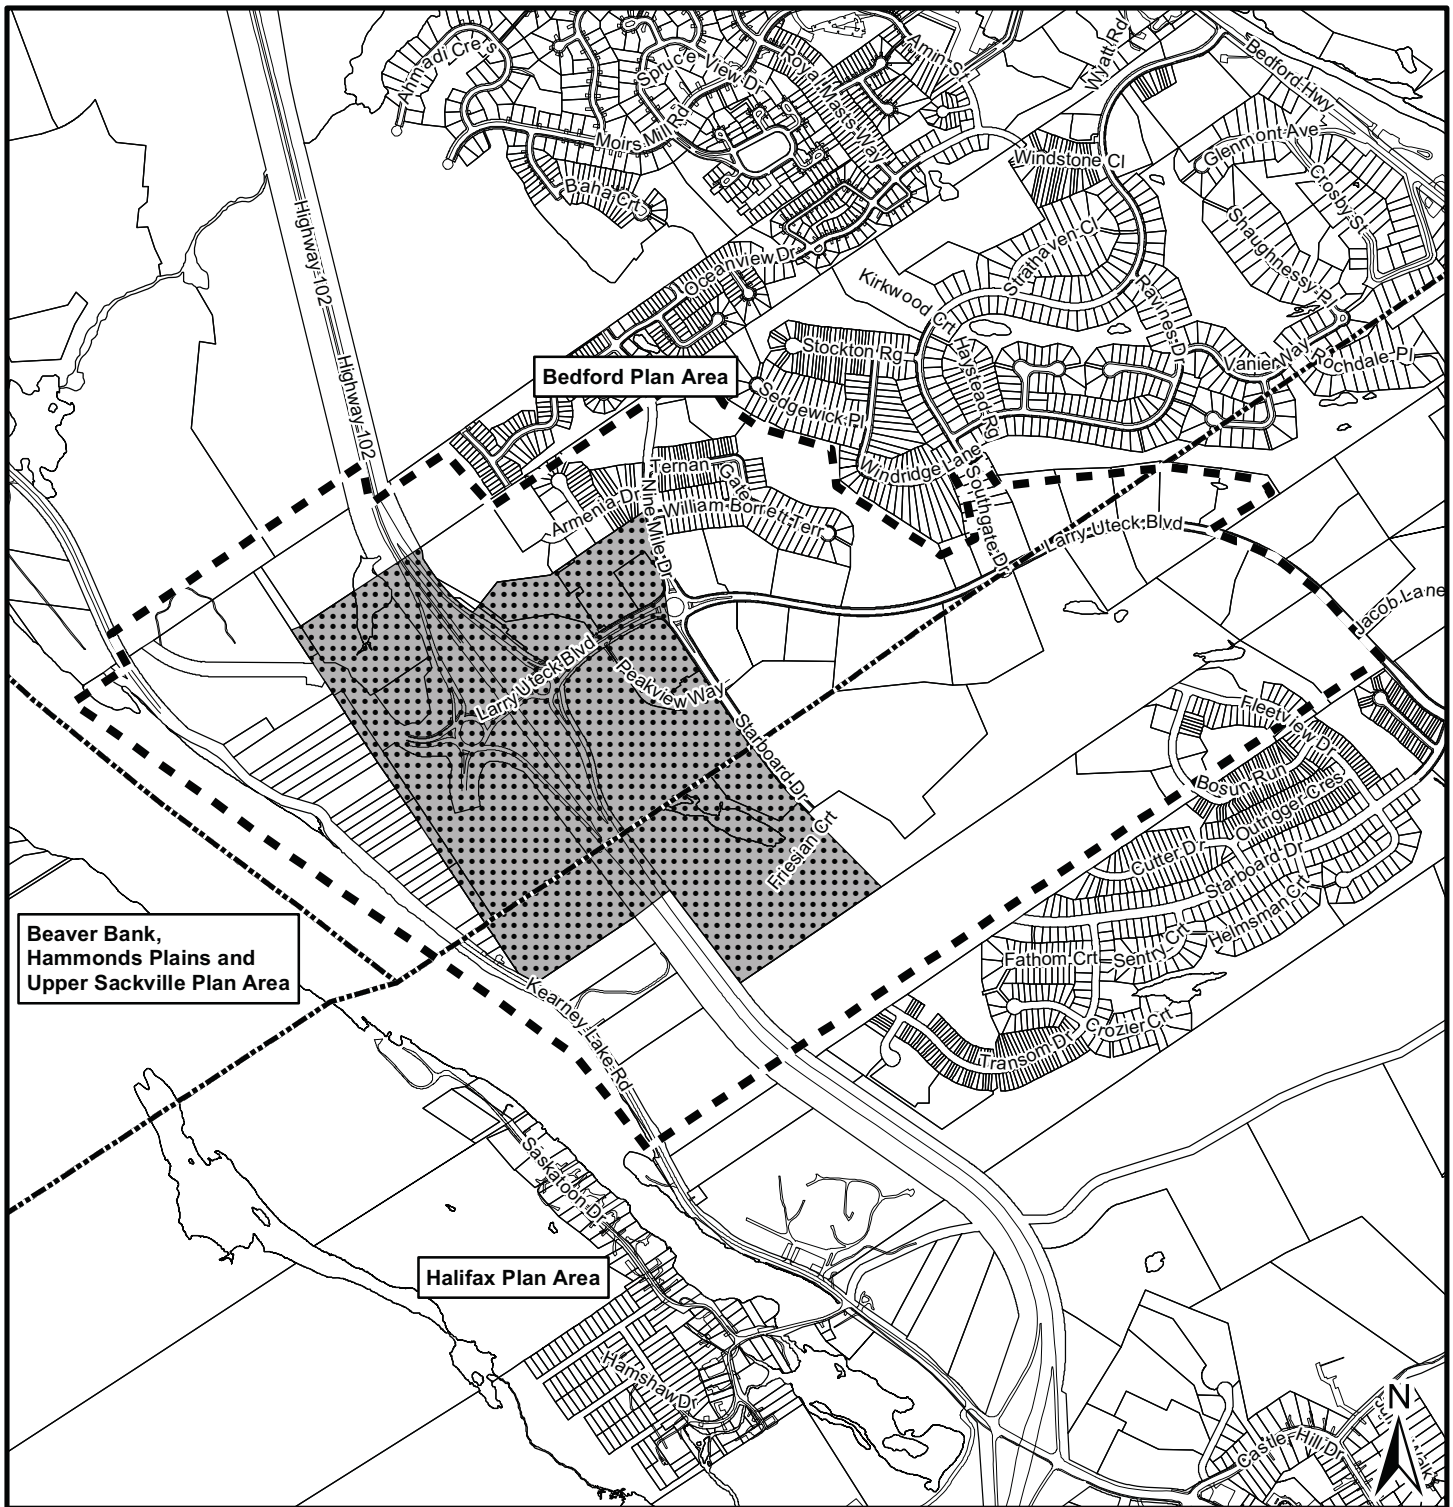 Ahmadi Cres
Spruce View Dr
Royal Masts Way
Amin St
Wyatt Rd
Bedford Hwy
Moirs Mill Rd
Baha Crt
Windstone Cl
Glenmont Ave
Crosby St
Shaughnessy Pl
Highway 102
Oceanview Dr
Strathaven Cl
Kirkwood Crt
Ravines Dr
Highway 102
Stockton Rg
Hayslead Rg
Vanier Way
Rochdale Pl
Bedford Plan Area
Sedgewick Pl
Windridge Lane
Ternan
Gate
Nine Mile Dr
Armenia Dr
William Borrett Terr
Southgate Dr
Larry Uteck Blvd
Jacob Lane
Larry Uteck Blvd
Peakview Way
Starboard Dr
Fleetview Dr
Bosun Run
Outrigger Cres
Friesian Crt
Cutter Dr
Starboard Dr
Helmsman Crt
Beaver Bank,
Hammonds Plains and
Upper Sackville Plan Area
Fathom Crt
Sentry Crt
Kearney Lake Rd
Crozier Crt
Transom Dr
Saskatoon Dr
Halifax Plan Area
Hamshaw Dr
N
Castle Hill Dr